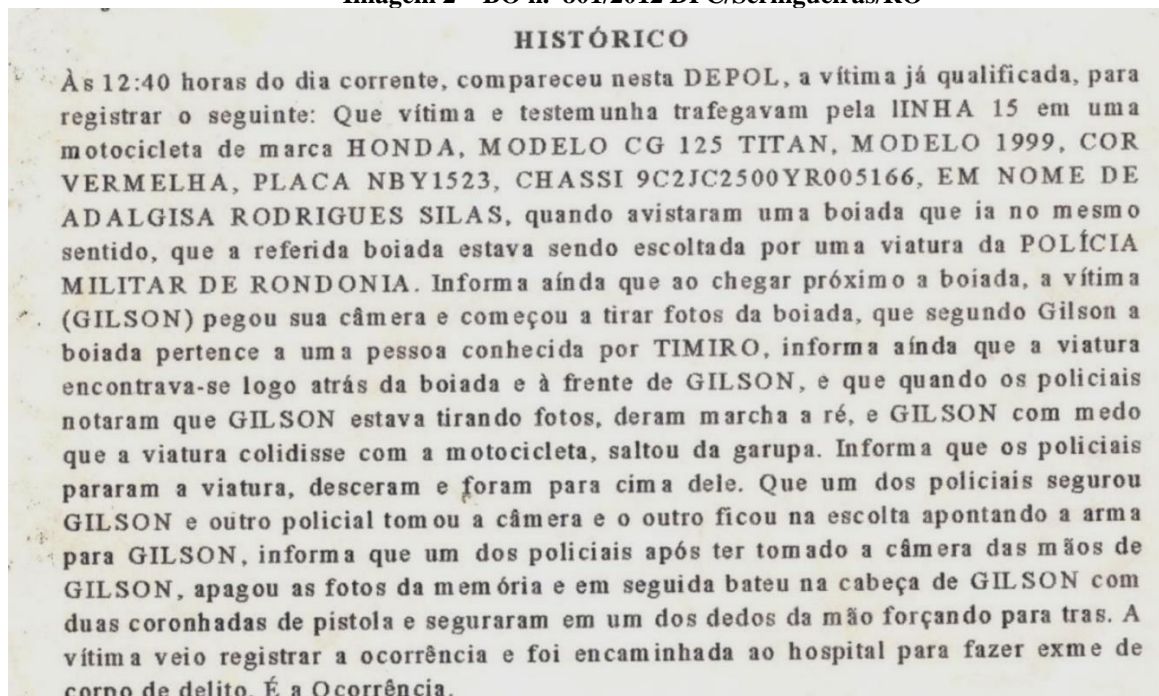 Imagem 2 – BO n.º 801/2012 DPC/Seringueiras/RO
HISTÓRICO
Às 12:40 horas do dia corrente, compareceu nesta DEPOL, a vítima já qualificada, para
registrar o seguinte: Que vítima e testemunha trafegavam pela lINHA 15 em uma
motocicleta de marca HONDA, MODELO CG 125 TITAN, MODELO 1999, COR
VERMELHA, PLACA NBY1523, CHASSI 9C2JC2500YR005166, EM NOME DE
ADALGISA RODRIGUES SILAS, quando avistaram uma boiada que ia no mesmo
sentido, que a referida boiada estava sendo escoltada por uma viatura da POLÍCIA
MILITAR DE RONDONIA. Informa aínda que ao chegar próximo a boiada, a vítima
(GILSON) pegou sua câmera e começou a tirar fotos da boiada, que segundo Gilson a
boiada pertence a uma pessoa conhecida por TIMIRO, informa aínda que a viatura
encontrava-se logo atrás da boiada e à frente de GILSON, e que quando os policiais
notaram que GILSON estava tirando fotos, deram marcha a ré, e GILSON com medo
que a viatura colidisse com a motocicleta, saltou da garupa. Informa que os policiais
pararam a viatura, desceram e foram para cima dele. Que um dos policiais segurou
GILSON e outro policial tomou a câmera e o outro ficou na escolta apontando a arma
para GILSON, informa que um dos policiais após ter tomado a câmera das mãos de
GILSON, apagou as fotos da memória e em seguida bateu na cabeça de GILSON com
duas coronhadas de pistola e seguraram em um dos dedos da mão forçando para tras. A
vítima veio registrar a ocorrência e foi encaminhada ao hospital para fazer exme de
corpo de delito. É a Ocorrência.